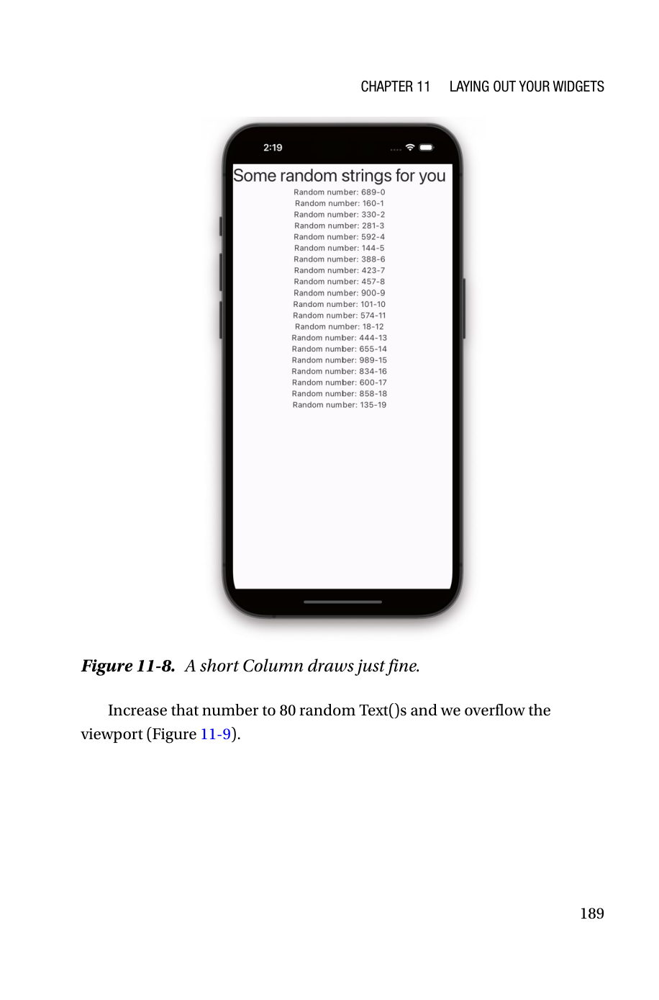 CHAPTER 11 LAYING OUT YOUR WIDGETS
2:19
Some random strings for you
Random number: 689-0
Random number: 160-1
Random number: 330-2
Random number: 281-3
Random number: 592-4
Random number: 144-5
Random number: 388-6
Random number: 423-7
Random number: 457-8
Random number: 900-9
Random number: 101-10
Random number: 574-11
Random number: 18-12
Random number: 444-13
Random number: 655-14
Random number: 989-15
Random number: 834-16
Random number: 600-17
Random number: 858-18
Random number: 135-19
Figure 11-8. A short Column draws just fine.
Increase that number to 80 random Text()s and we overflow the
viewport (Figure 11-9).
189